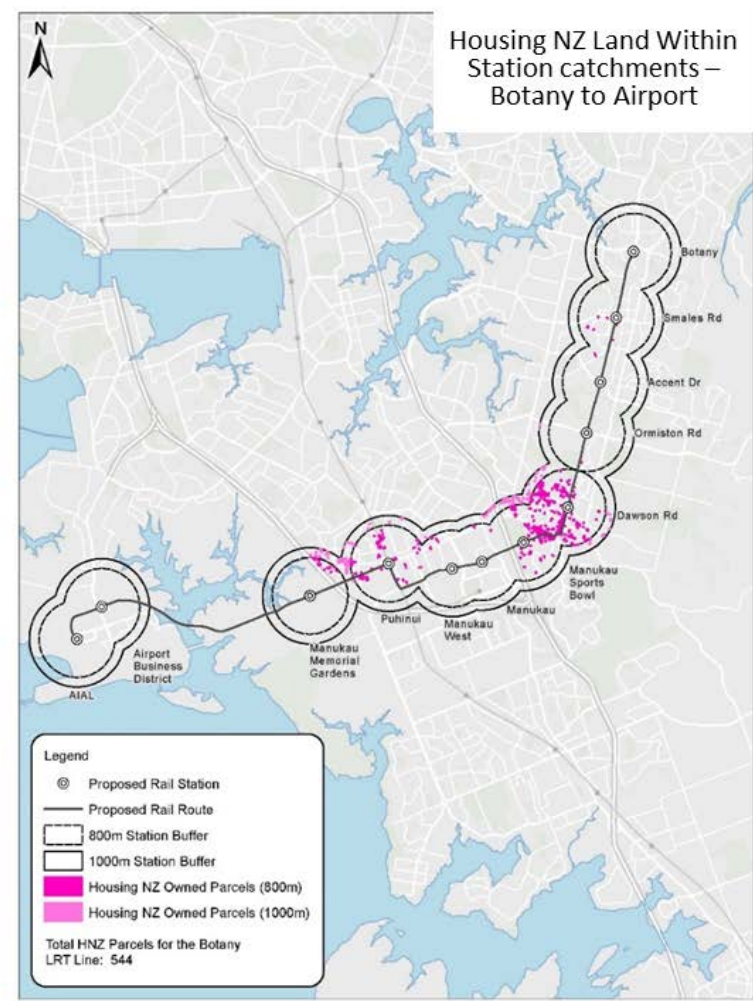 N
Housing NZ Land Within
Station catchments –
Botany to Airport
Botany
Smales Rd
Accent Dr
Ormiston Rd
Dawson Rd
Manukau
Sports
Bowl
Manukau
Manukau
West
Puhinui
Manukau
Memorial
Gardens
Airport
Business
District
AIAL
Legend
Proposed Rail Station
Proposed Rail Route
800m Station Buffer
1000m Station Buffer
Housing NZ Owned Parcels (800m)
Housing NZ Owned Parcels (1000m)
Total HNZ Parcels for the Botany
LRT Line: 544